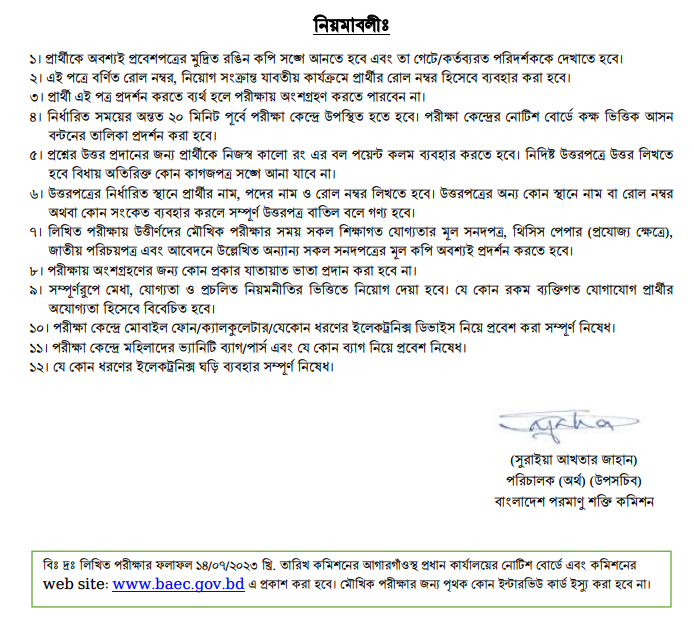 নিয়মাবলীঃ
১। প্রার্থীকে অবশ্যই প্রবেশপত্রের মুদ্রিত রঙিন কপি সঙ্গে আনতে হবে এবং তা গেটে/কর্তব্যরত পরিদর্শককে দেখাতে হবে।
২। এই পত্রে বর্ণিত রোল নম্বর, নিয়োগ সংক্রান্ত যাবতীয় কার্যক্রমে প্রার্থীর রোল নম্বর হিসেবে ব্যবহার করা হবে।
৩। প্রার্থী এই পত্র প্রদর্শন করতে ব্যর্থ হলে পরীক্ষায় অংশগ্রহণ করতে পারবেন না।
৪। নির্ধারিত সময়ের অন্তত ২০ মিনিট পূর্বে পরীক্ষা কেন্দ্রে উপস্থিত হতে হবে। পরীক্ষা কেন্দ্রের নোটিশ বোর্ডে কক্ষ ভিত্তিক আসন
বন্টনের তালিকা প্রদর্শন করা হবে।
৫। প্রশ্নের উত্তর প্রদানের জন্য প্রার্থীকে নিজস্ব কালো রং এর বল পয়েন্ট কলম ব্যবহার করতে হবে। নির্দিষ্ট উত্তরপত্রে উত্তর লিখতে
হবে বিধায় অতিরিক্ত কোন কাগজপত্র সঙ্গে আনা যাবে না।
৬। উত্তরপত্রের নির্ধারিত স্থানে প্রার্থীর নাম, পদের নাম ও রোল নম্বর লিখতে হবে। উত্তরপত্রের অন্য কোন স্থানে নাম বা রোল নম্বর
অথবা কোন সংকেত ব্যবহার করলে সম্পূর্ণ উত্তরপত্র বাতিল বলে গণ্য হবে।
৭। লিখিত পরীক্ষায় উত্তীর্ণদের মৌখিক পরীক্ষার সময় সকল শিক্ষাগত যোগ্যতার মূল সনদপত্র, থিসিস পেপার (প্রযোজ্য ক্ষেত্রে),
জাতীয় পরিচয়পত্র এবং আবেদনে উল্লেখিত অন্যান্য সকল সনদপত্রের মূল কপি অবশ্যই প্রদর্শন করতে হবে।
৮। পরীক্ষায় অংশগ্রহণের জন্য কোন প্রকার যাতায়াত ভাতা প্রদান করা হবে না।
৯। সম্পূর্ণরুপে মেধা, যোগ্যতা ও প্রচলিত নিয়মনীতির ভিত্তিতে নিয়োগ দেয়া হবে। যে কোন রকম ব্যক্তিগত যোগাযোগ প্রার্থীর
অযোগ্যতা হিসেবে বিবেচিত হবে।
১০। পরীক্ষা কেন্দ্রে মোবাইল ফোন/ক্যালকুলেটার/যেকোন ধরণের ইলেকট্রনিক্স ডিভাইস নিয়ে প্রবেশ করা সম্পূর্ণ নিষেধ।
১১। পরীক্ষা কেন্দ্রে মহিলাদের ভ্যানিটি ব্যাগ/পার্স এবং যে কোন ব্যাগ নিয়ে প্রবেশ নিষেধ।
১২। যে কোন ধরণের ইলেকট্রনিক্স ঘড়ি ব্যবহার সম্পূর্ণ নিষেধ।
(সুরাইয়া আখতার জাহান)
পরিচালক (অর্থ) (উপসচিব)
বাংলাদেশ পরমাণু শক্তি কমিশন
বিঃ দ্রঃ লিখিত পরীক্ষার ফলাফল ১৪/০৭/২০২৩ খ্রি. তারিখ কমিশনের আগারগাঁওস্থ প্রধান কার্যালয়ের নোটিশ বোর্ডে এবং কমিশনের
web site: www.baec.gov.bd এ প্রকাশ করা হবে। মৌখিক পরীক্ষার জন্য পৃথক কোন ইন্টারভিউ কার্ড ইস্যু করা হবে না।